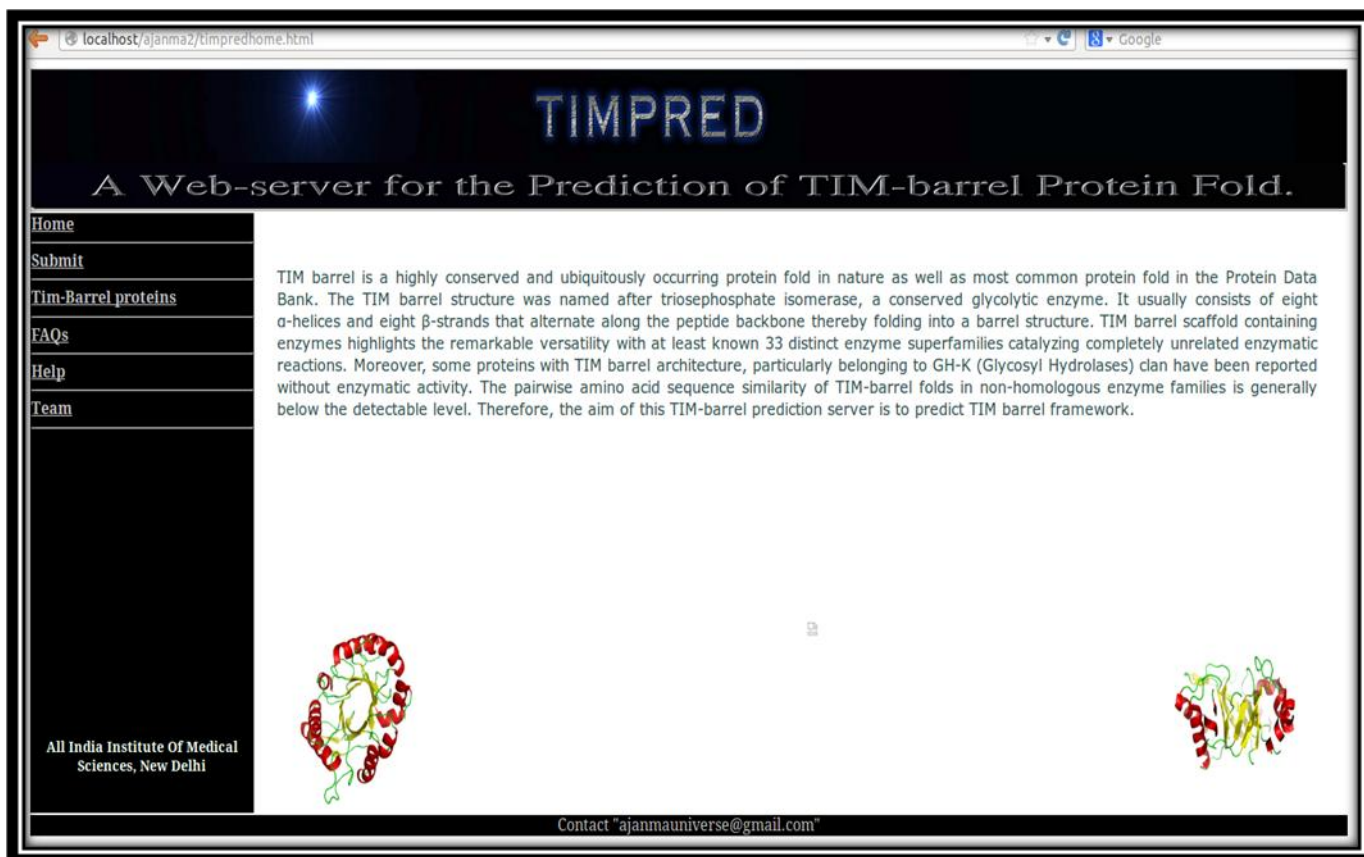 localhost/ajanma2/timpredhome.html
Google
TIMPRED
A Web-server for the Prediction of TIM-barrel Protein Fold.
Home
Submit
Tim-Barrel proteins
FAQs
Help
Team
TIM barrel is a highly conserved and ubiquitously occurring protein fold in nature as well as most common protein fold in the Protein Data
Bank. The TIM barrel structure was named after triosephosphate isomerase, a conserved glycolytic enzyme. It usually consists of eight
α-helices and eight β-strands that alternate along the peptide backbone thereby folding into a barrel structure. TIM barrel scaffold containing
enzymes highlights the remarkable versatility with at least known 33 distinct enzyme superfamilies catalyzing completely unrelated enzymatic
reactions. Moreover, some proteins with TIM barrel architecture, particularly belonging to GH-K (Glycosyl Hydrolases) clan have been reported
without enzymatic activity. The pairwise amino acid sequence similarity of TIM-barrel folds in non-homologous enzyme families is generally
below the detectable level. Therefore, the aim of this TIM-barrel prediction server is to predict TIM barrel framework.
All India Institute Of Medical
Sciences, New Delhi
Contact "ajanmauniverse@gmail.com"